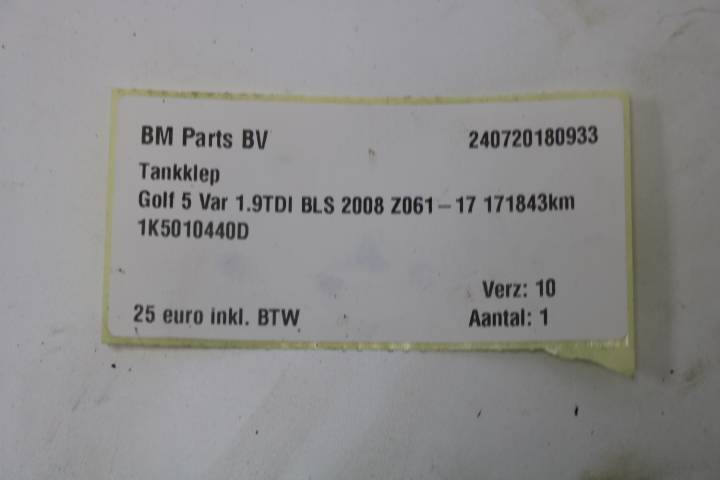 BM Parts BV 240720180933
Tankklep
Golf 5 Var 1.9TDI BLS 2008 Z061-17 171843km
1K5010440D
Verz: 10
25 euro inkl. BTW Aantal: 1